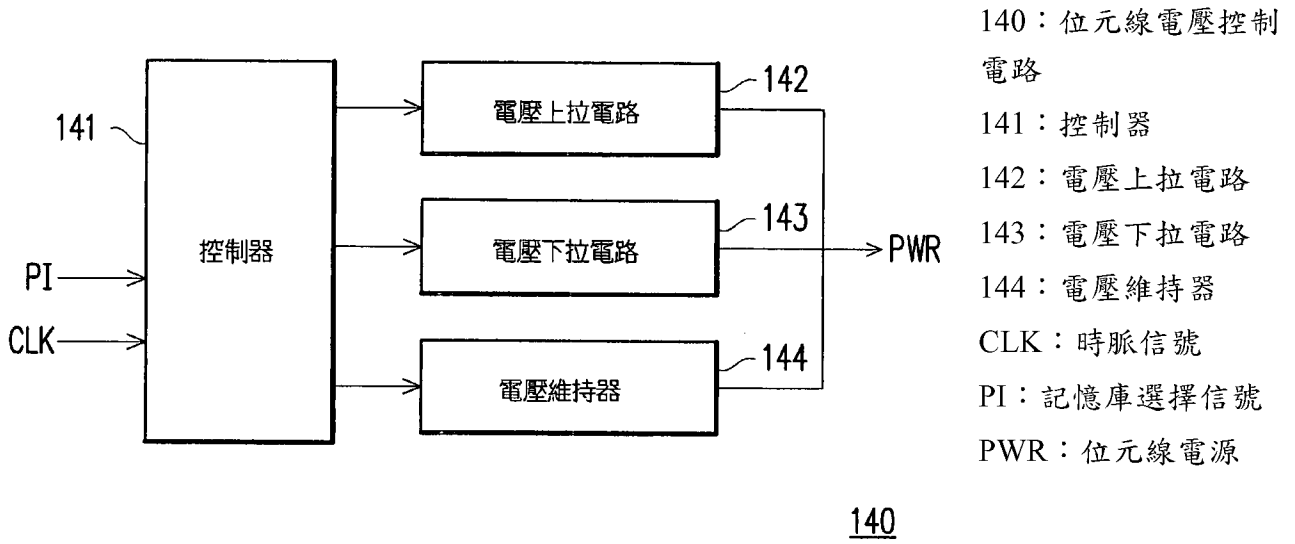 142
電壓上拉電路
141
143
控制器
電壓下拉電路
PWR
PI
CLK
144
電壓維持器
140
140：位元線電壓控制
電路
141：控制器
142：電壓上拉電路
143：電壓下拉電路
144：電壓維持器
CLK：時脈信號
PI：記憶庫選擇信號
PWR：位元線電源